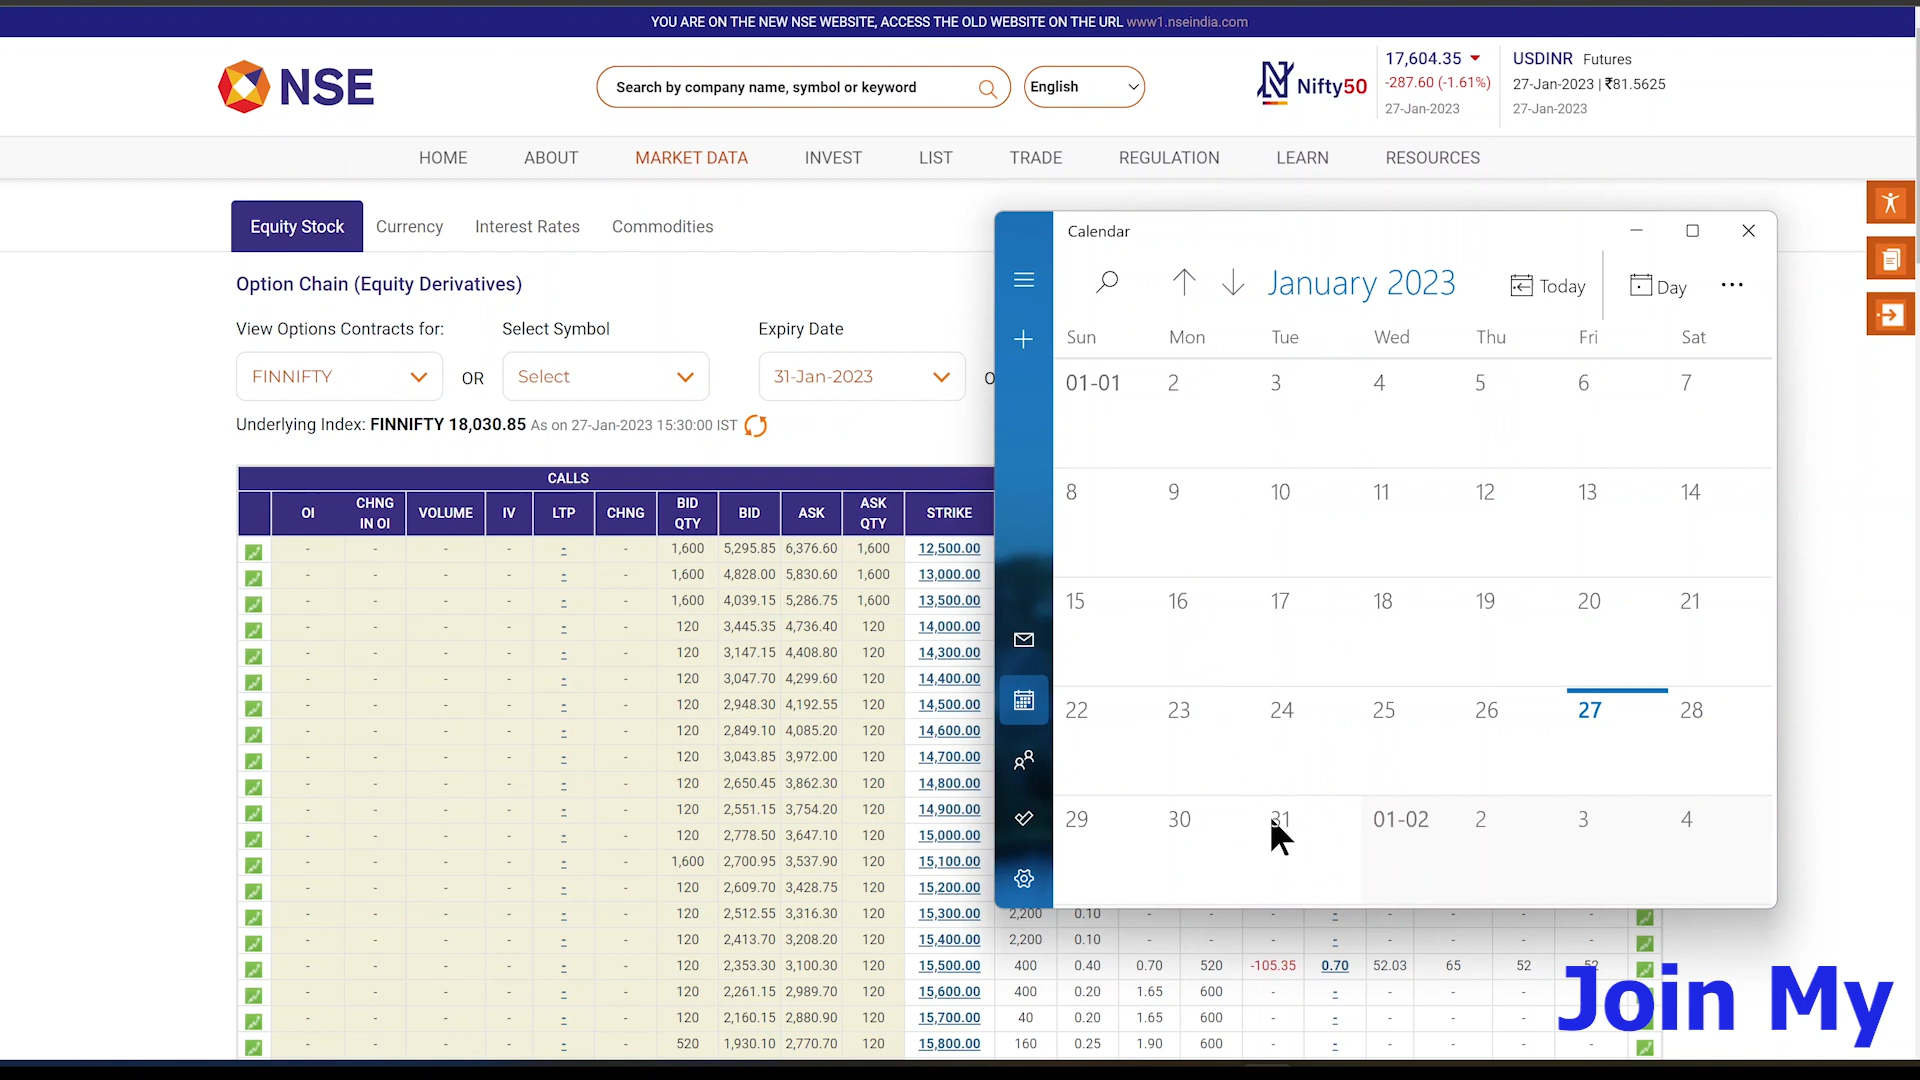 YOU ARE ON THE NEW NSE WEBSITE, ACCESS THE OLD WEBSITE ON THE URL www1.nseindia.com
NSE
Search by company name, symbol or keyword
English
Nifty50
17,604.35
-287.60 (-1.61%)
27-Jan-2023
USDINR Futures
27-Jan-2023 | ₹81.5625
27-Jan-2023
HOME ABOUT MARKET DATA INVEST LIST TRADE REGULATION LEARN RESOURCES
Equity Stock Currency Interest Rates Commodities
Option Chain (Equity Derivatives)
View Options Contracts for: Select Symbol Expiry Date
FINNIFTY OR Select 31-Jan-2023
Underlying Index: FINNIFTY 18,030.85 As on 27-Jan-2023 15:30:00 IST
CALLS
OI CHNG IN OI VOLUME IV LTP CHNG BID QTY BID ASK ASK QTY STRIKE
- - - - - - 1,600 5,295.85 6,376.60 1,600 12,500.00
- - - - - - 1,600 4,828.00 5,830.60 1,600 13,000.00
- - - - - - 1,600 4,039.15 5,286.75 1,600 13,500.00
- - - - - - 120 3,445.35 4,736.40 120 14,000.00
- - - - - - 120 3,147.15 4,408.80 120 14,300.00
- - - - - - 120 3,047.70 4,299.60 120 14,400.00
- - - - - - 120 2,948.30 4,192.55 120 14,500.00
- - - - - - 120 2,849.10 4,085.20 120 14,600.00
- - - - - - 120 3,043.85 3,972.00 120 14,700.00
- - - - - - 120 2,650.45 3,862.30 120 14,800.00
- - - - - - 120 2,551.15 3,754.20 120 14,900.00
- - - - - - 120 2,778.50 3,647.10 120 15,000.00
- - - - - - 1,600 2,700.95 3,537.90 120 15,100.00
- - - - - - 120 2,609.70 3,428.75 120 15,200.00
- - - - - - 120 2,512.55 3,316.30 120 15,300.00 2,200 0.10 - - - - - - - -
- - - - - - 120 2,413.70 3,208.20 120 15,400.00 2,200 0.10 - - - - - - - -
- - - - - - 120 2,353.30 3,100.30 120 15,500.00 400 0.40 0.70 520 -105.35 0.70 52.03 65 52 52
- - - - - - 120 2,261.15 2,989.70 120 15,600.00 400 0.20 1.65 600 - - - - -
- - - - - - 120 2,160.15 2,880.90 120 15,700.00 40 0.20 1.65 600 - - - - -
- - - - - - 520 1,930.10 2,770.70 120 15,800.00 160 0.25 1.90 600 - - - - -
Calendar
January 2023 Today Day
Sun Mon Tue Wed Thu Fri Sat
01-01 2 3 4 5 6 7
8 9 10 11 12 13 14
15 16 17 18 19 20 21
22 23 24 25 26 27 28
29 30 31 01-02 2 3 4
Join My